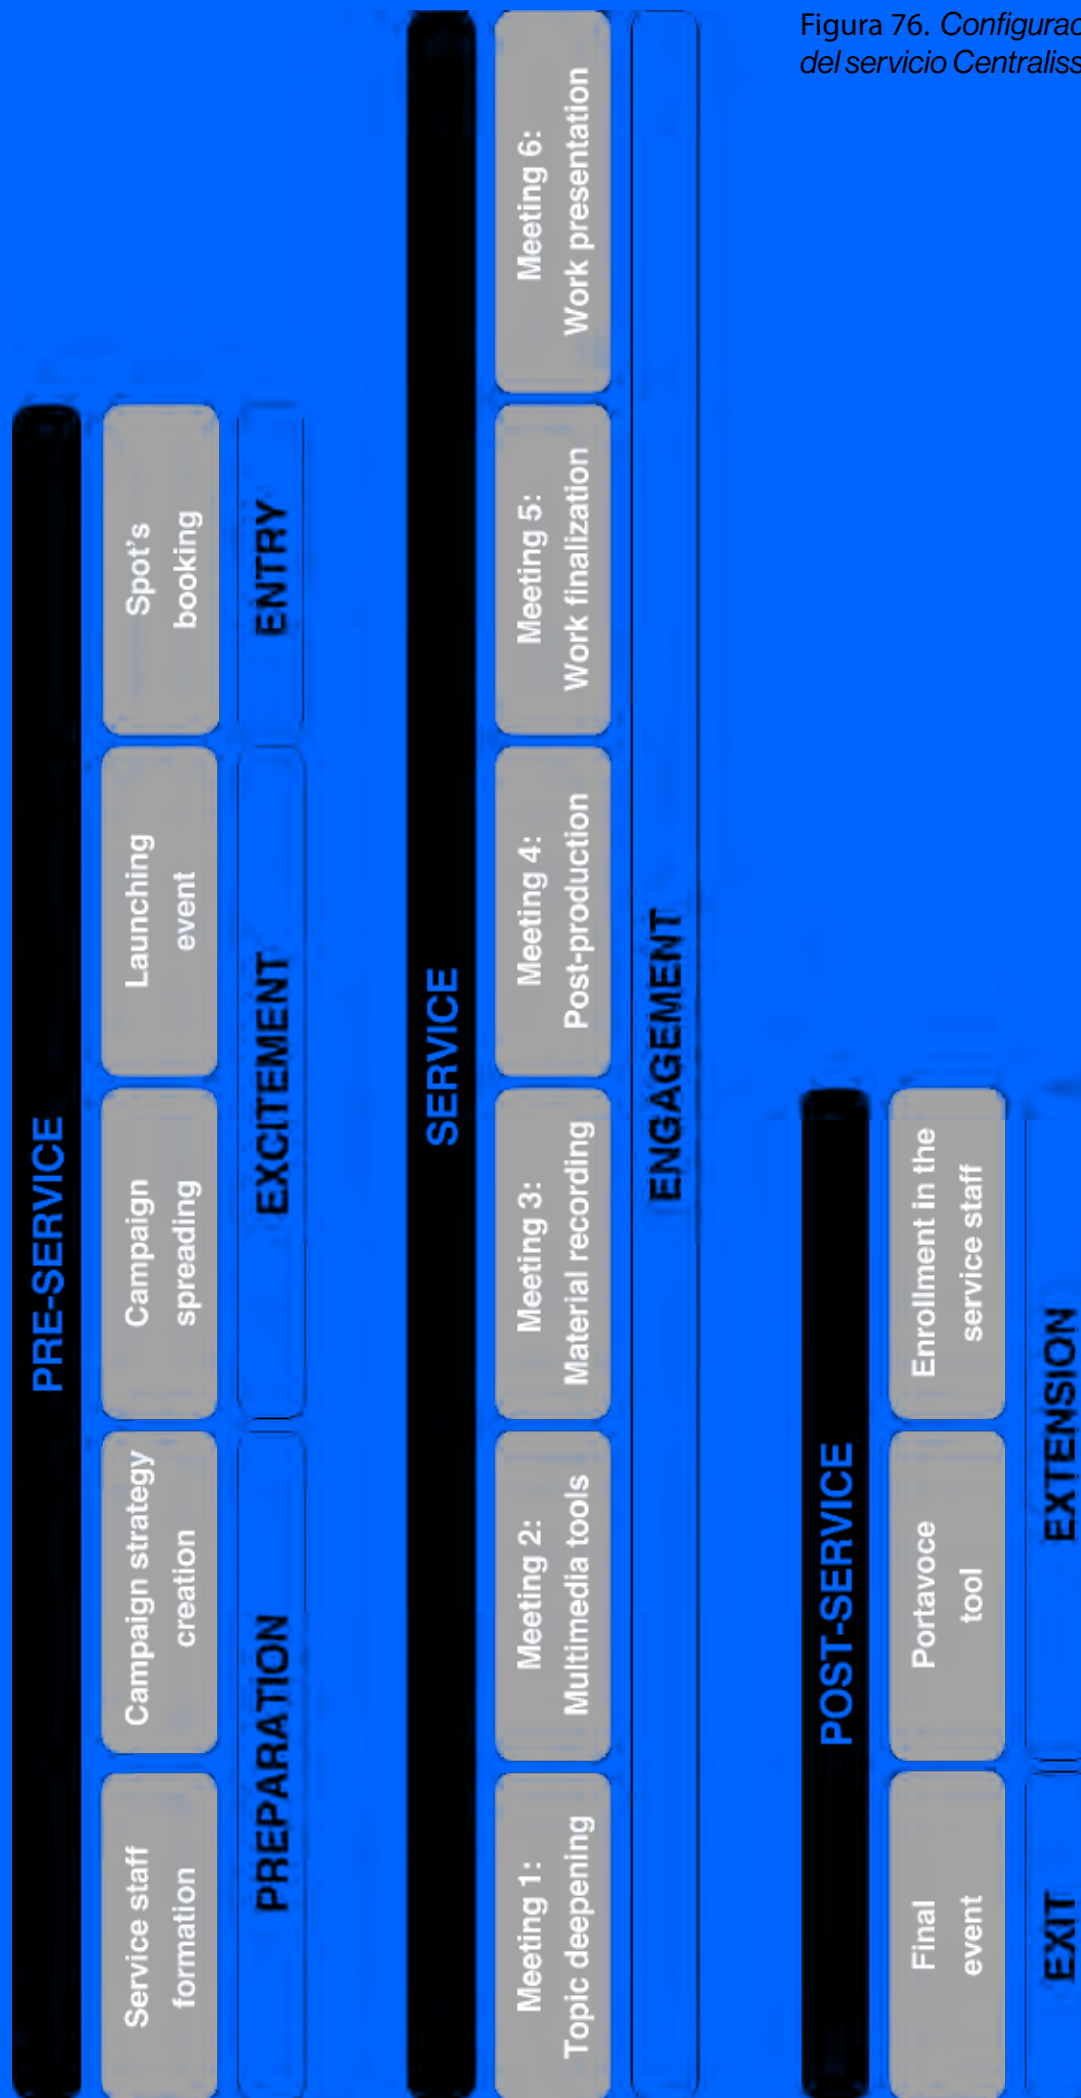 Figura 76. Configurac
del servicio Centraliss
PRE-SERVICE
Service staff
formation
Campaign strategy
creation
Campaign
spreading
Launching
event
Spot's
booking
PREPARATION
EXCITEMENT
ENTRY
SERVICE
Meeting 1:
Topic deepening
Meeting 2:
Multimedia tools
Meeting 3:
Material recording
Meeting 4:
Post-production
Meeting 5:
Work finalization
Meeting 6:
Work presentation
ENGAGEMENT
POST-SERVICE
Final
event
Portavoce
tool
Enrollment in the
service staff
EXIT
EXTENSION